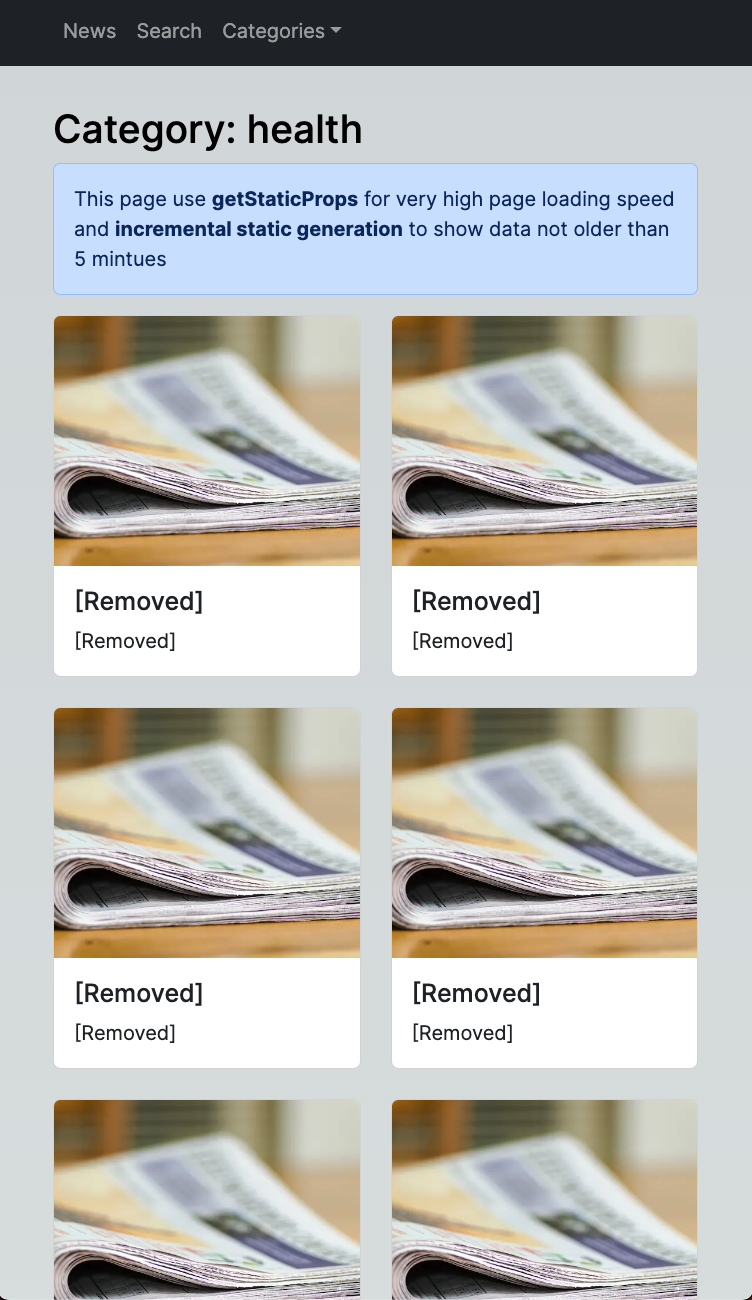 News Search Categories
Category: health
This page use getStaticProps for very high page loading speed
and incremental static generation to show data not older than
5 mintues
[Removed] [Removed]
[Removed] [Removed]
[Removed] [Removed]
[Removed] [Removed]